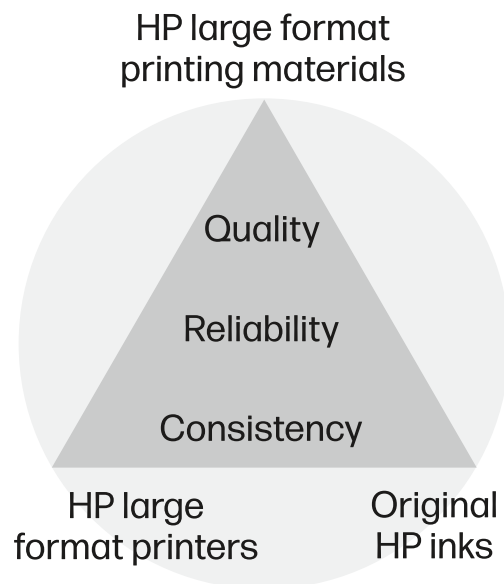 HP large format
printing materials
Quality
Reliability
Consistency
HP large
format printers
Original
HP inks